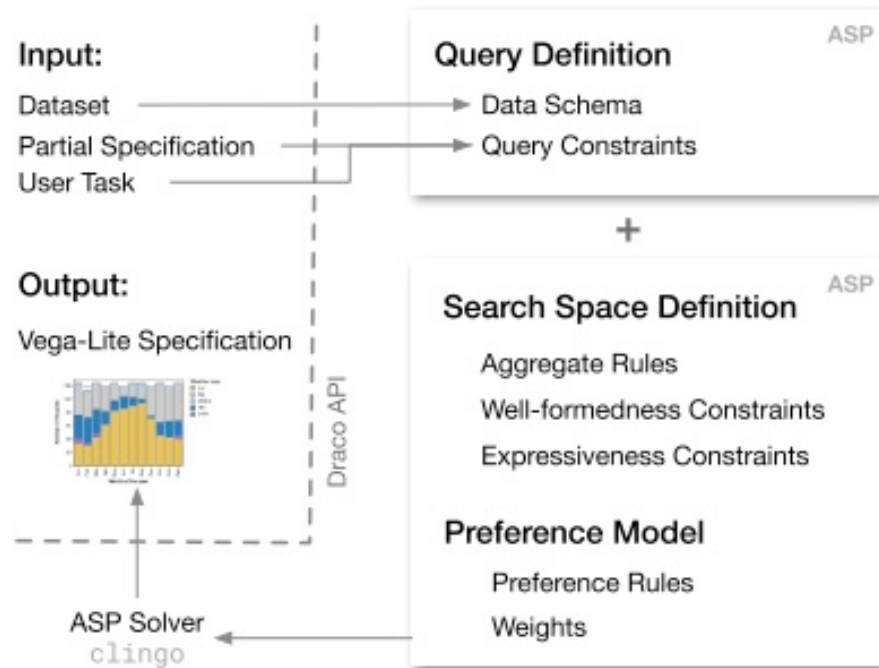 Input:
Dataset
Partial Specification
User Task
Output:
Vega-Lite Specification
Draco API
ASP Solver
clingo
ASP
Query Definition
Data Schema
Query Constraints
+
ASP
Search Space Definition
Aggregate Rules
Well-formedness Constraints
Expressiveness Constraints
Preference Model
Preference Rules
Weights